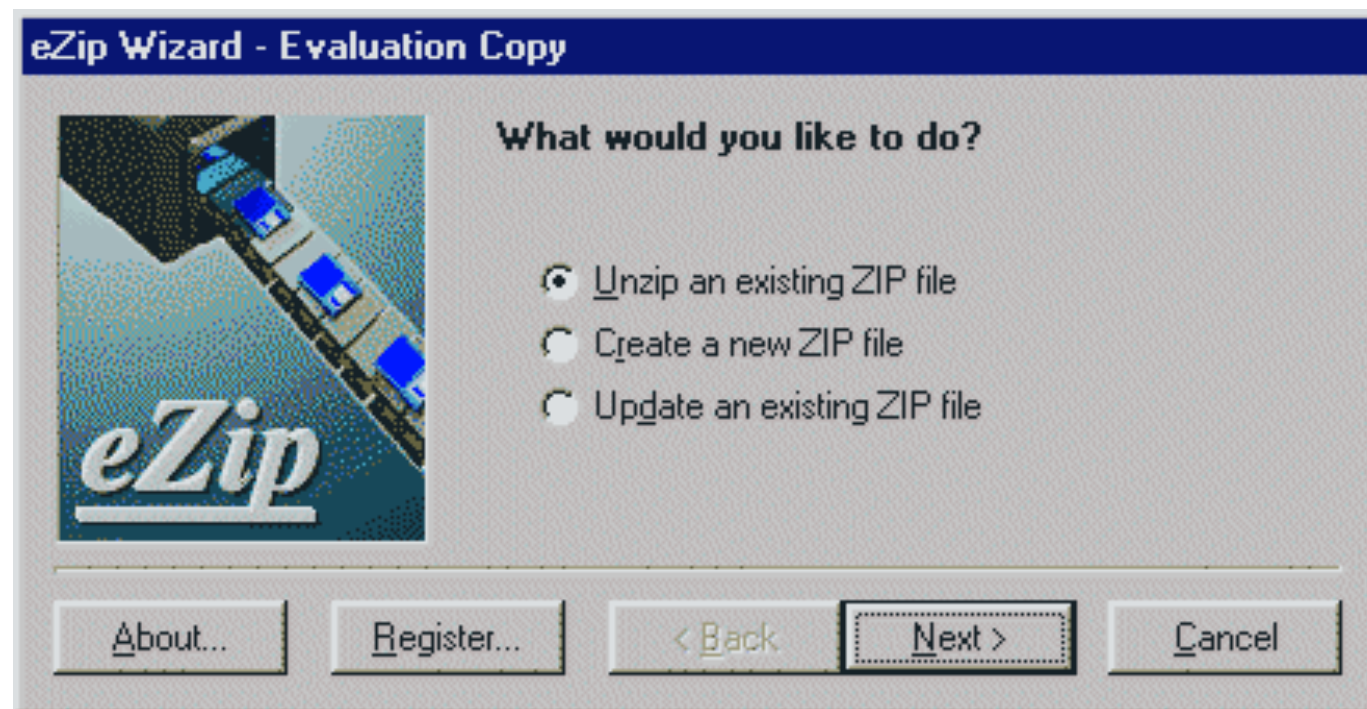 eZip Wizard - Evaluation Copy
What would you like to do?
Unzip an existing ZIP file
Create a new ZIP file
Update an existing ZIP file
eZip
About...
Register...
< Back
Next >
Cancel